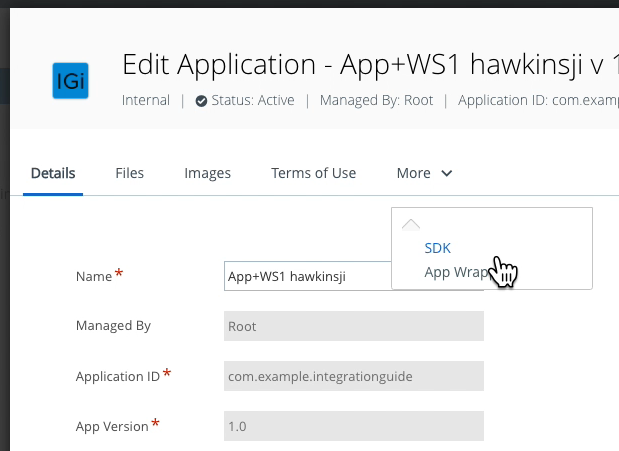 IGi
Edit Application - App+WS1 hawkinsji v 1
Internal | Status: Active | Managed By: Root | Application ID: com.examp
Details Files Images Terms of Use More
SDK
App Wrap
Name *
App+WS1 hawkinsji
Managed By
Root
Application ID *
com.example.integrationguide
App Version *
1.0